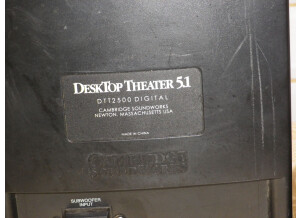 DESKTOP THEATER 5.1
DTT2500 DIGITAL
CAMBRIDGE SOUNDWORKS
NEWTON, MASSACHUSETTS USA
MADE IN CHINA
SUBWOOFER
INPUT